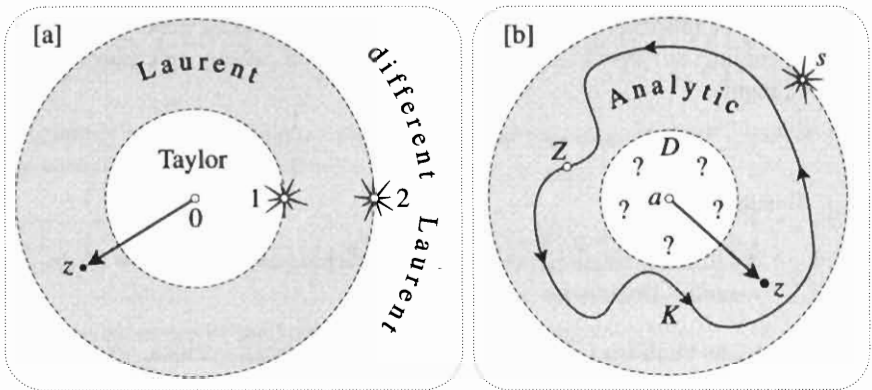 [a]
Laurent
different Laurent
Taylor
1
2
0
z
[b]
s
Analytic
Z
D
? ?
a
? ?
?
z
K